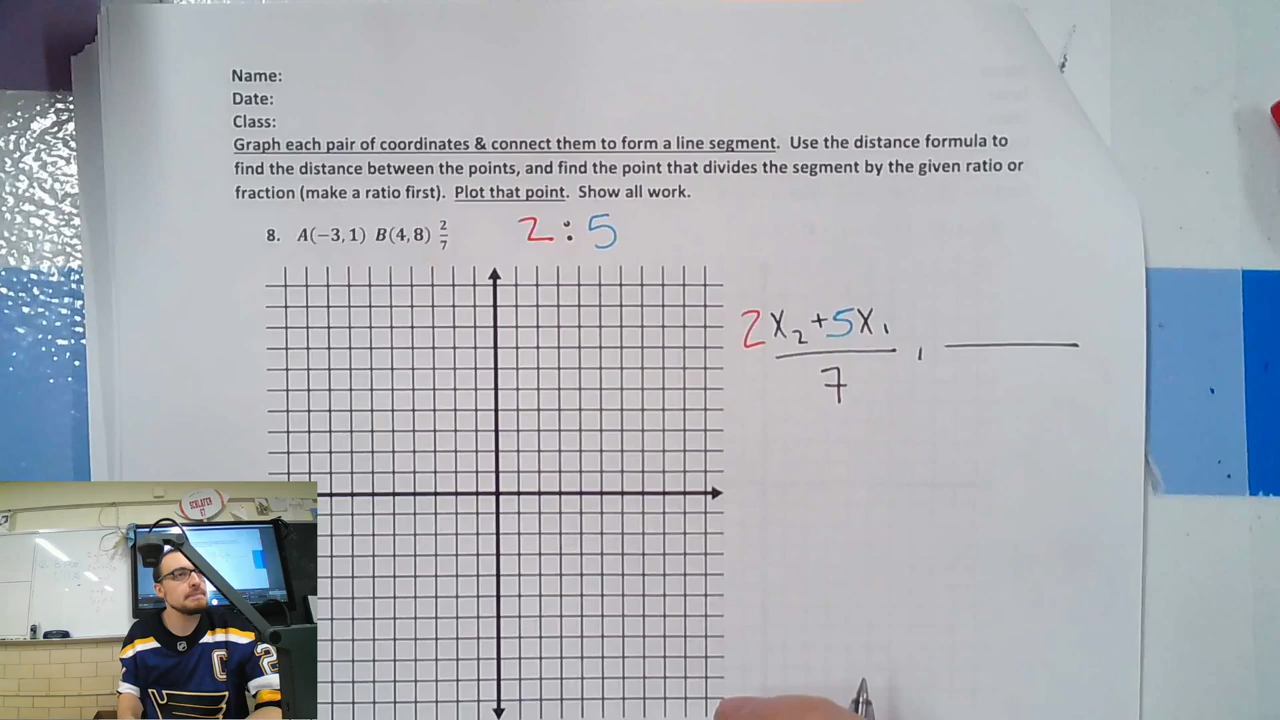 Name:
Date:
Class:
Graph each pair of coordinates & connect them to form a line segment. Use the distance formula to
find the distance between the points, and find the point that divides the segment by the given ratio or
fraction (make a ratio first). Plot that point. Show all work.
8. A(−3, 1) B(4, 8) 2/7 2 : 5
2x₂ + 5x₁
7
,
SCHLATER
67
C
2